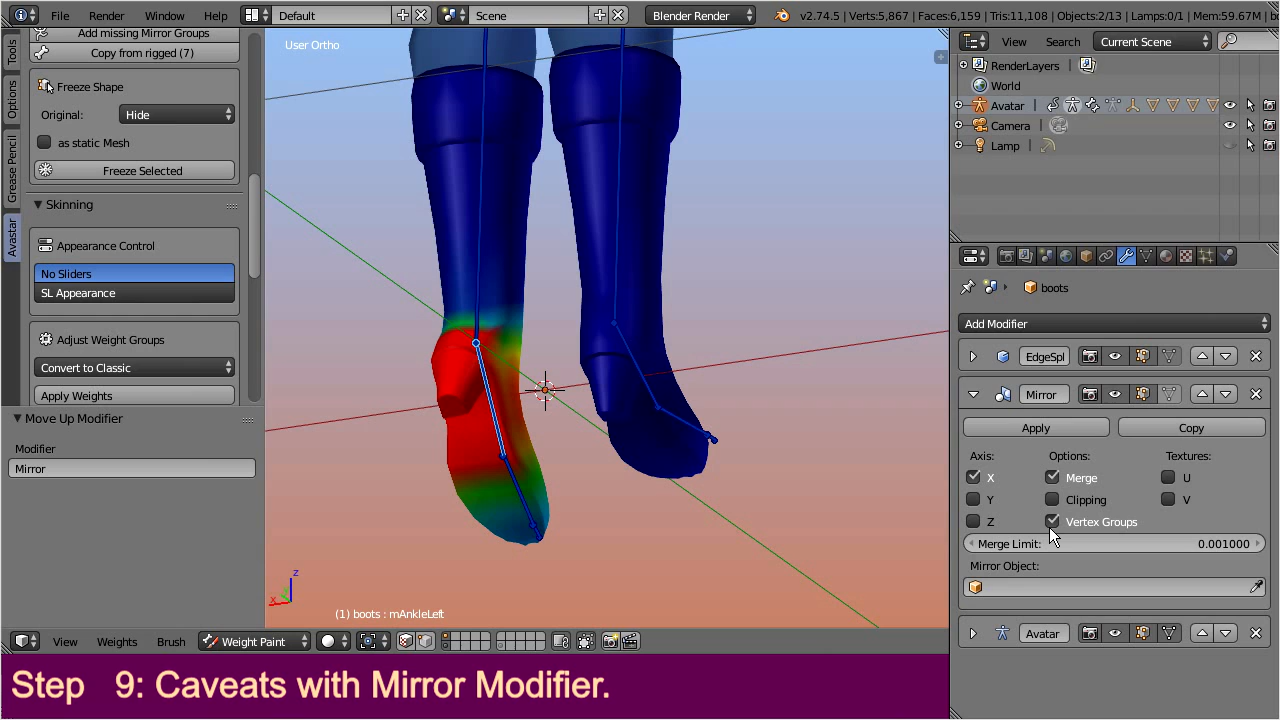 File Render Window Help Default Scene Blender Render v2.74.5 | Verts:5,867 | Faces:6,159 | Tris:11,108 | Objects:2/13 | Lamps:0/1 | Mem:59.67M
Tools
Options
Grease Pencil
Avastar
Add missing Mirror Groups
Copy from rigged (7)
Freeze Shape
Original: Hide
as static Mesh
Freeze Selected
Skinning
Appearance Control
No Sliders
SL Appearance
Adjust Weight Groups
Convert to Classic
Apply Weights
Move Up Modifier
Modifier
Mirror
User Ortho
z
x
(1) boots : mAnkleLeft
View Weights Brush Weight Paint
View Search Current Scene
RenderLayers
World
Avatar
Camera
Lamp
boots
Add Modifier
EdgeSpl
Mirror
Apply Copy
Axis: Options: Textures:
X Merge U
Y Clipping V
Z Vertex Groups
Merge Limit: 0.001000
Mirror Object:
Avatar
Step 9: Caveats with Mirror Modifier.